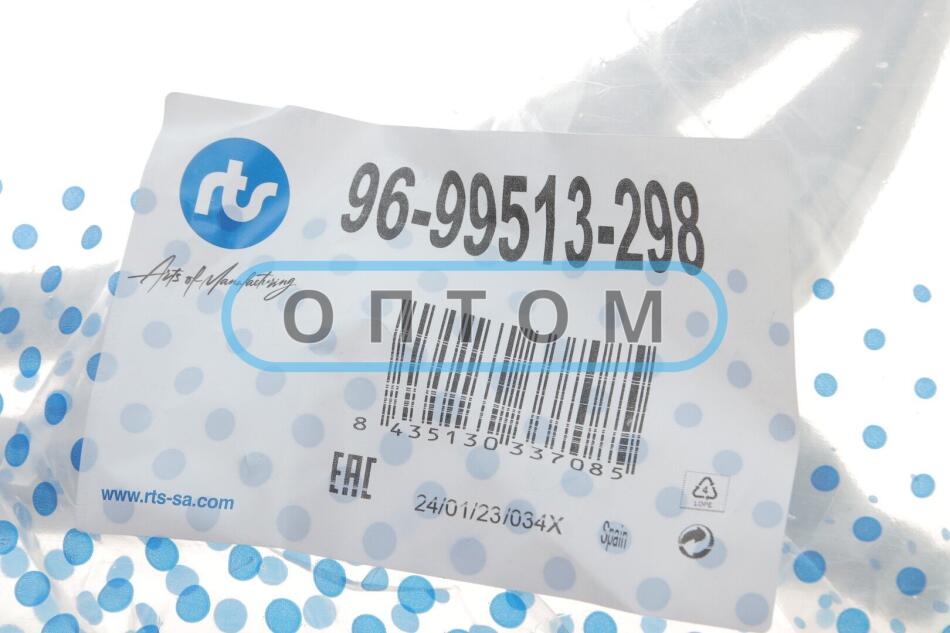 rts
96-99513-298
Arts of Manufacturing
ОПТОМ
8 435130 337085
EAC
www.rts-sa.com
24/01/23/034X
Spain
4
LDPE